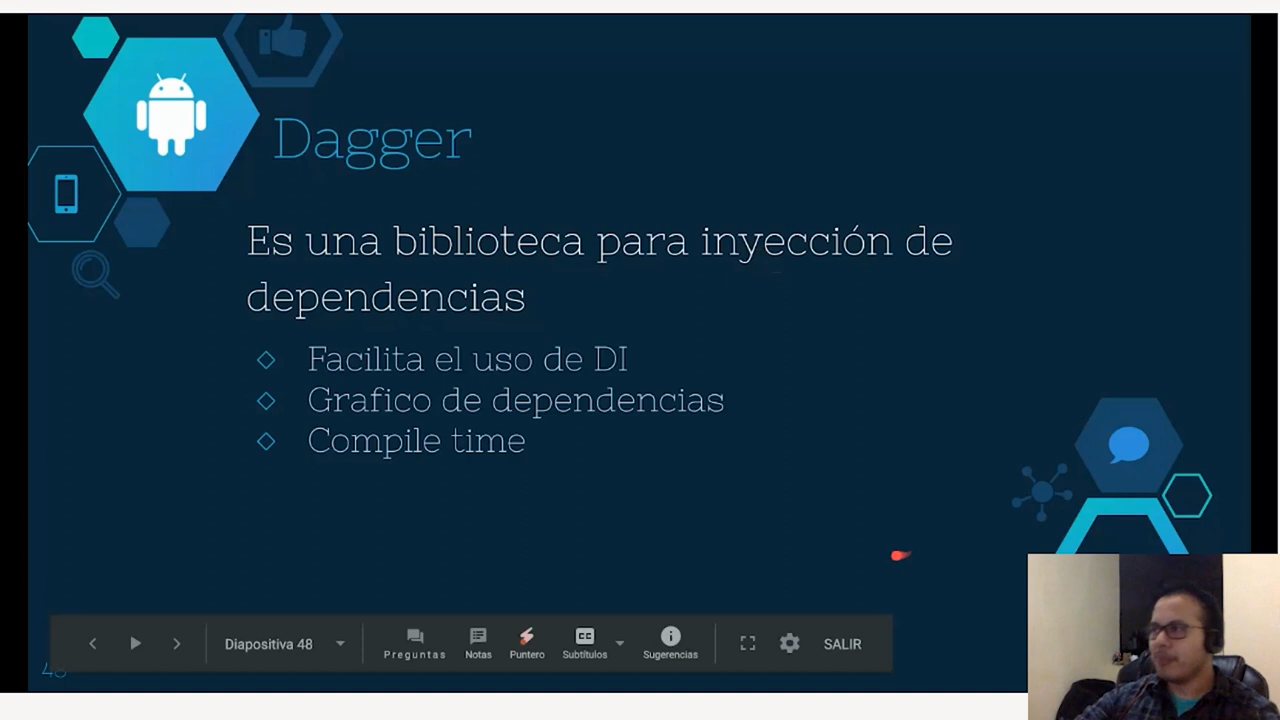 Dagger
Es una biblioteca para inyección de
dependencias
Facilita el uso de DI
Grafico de dependencias
Compile time
Diapositiva 48
Preguntas
Notas
Puntero
CC
Subtítulos
Sugerencias
SALIR